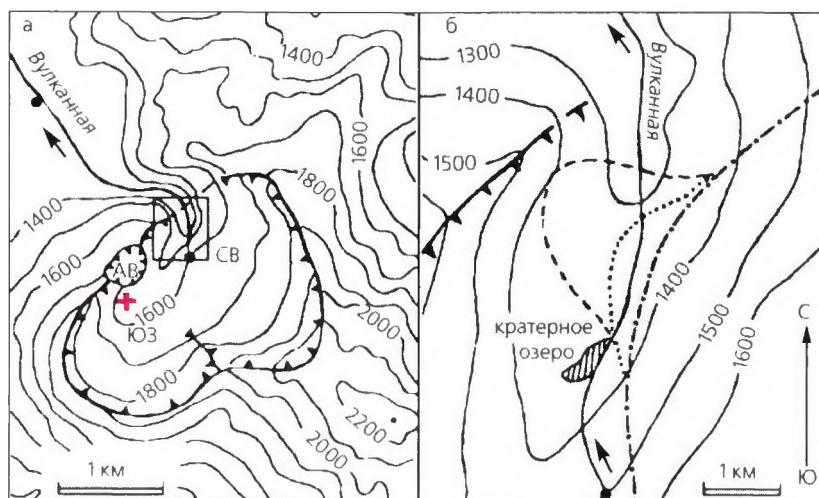 а
1400
Вулканная
1600
1800
1400
СВ
1600
АВ
1600
ЮЗ
2000
1800
2200
2000
1 км
б
1300
Вулканная
1400
1500
1400
кратерное
озеро
С
1500
1600
1 км
Ю